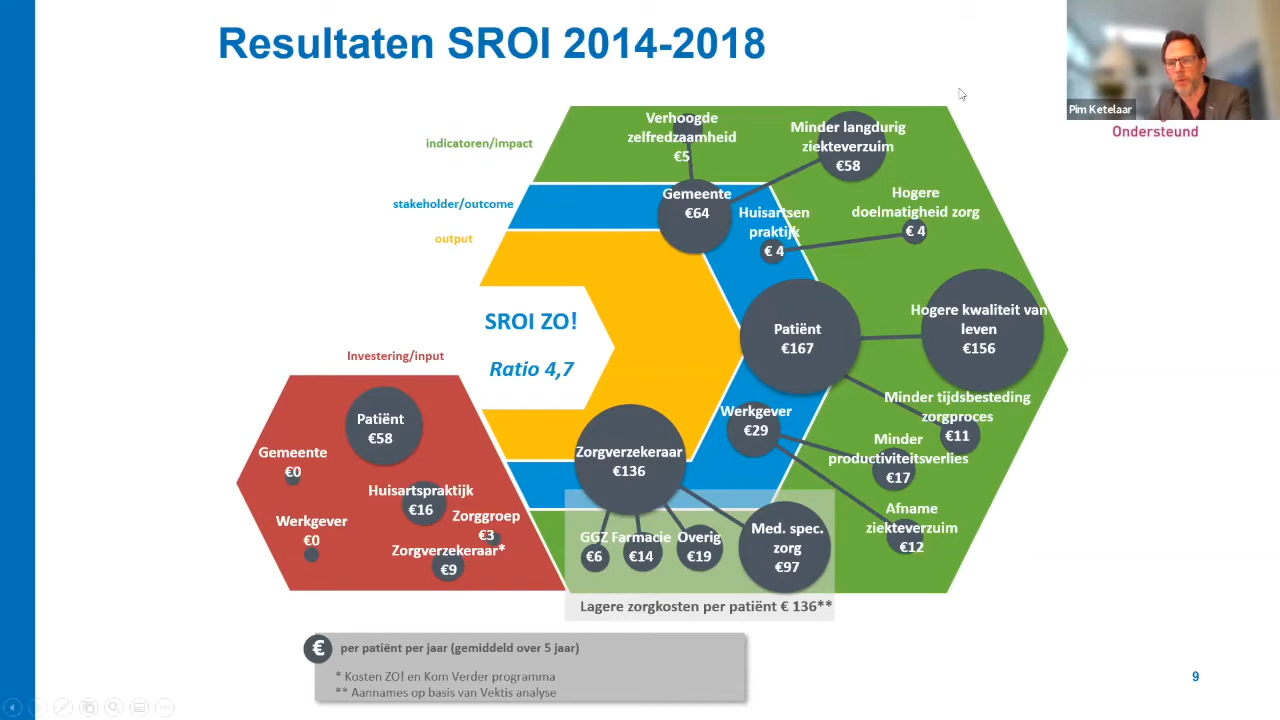 Resultaten SROI 2014-2018
Pim Ketelaar
Ondersteund
indicatoren/impact
stakeholder/outcome
output
Verhoogde
zelfredzaamheid
€5
Minder langdurig
ziekteverzuim
€58
Gemeente
€64
Huisartsen
praktijk
€ 4
Hogere
doelmatigheid zorg
€ 4
SROI ZO!
Ratio 4,7
Patiënt
€167
Hogere kwaliteit van
leven
€156
Investering/input
Patiënt
€58
Gemeente
€0
Huisartspraktijk
€16
Werkgever
€0
Zorggroep
€3
Zorgverzekeraar*
€9
Zorgverzekeraar
€136
Werkgever
€29
Minder tijdsbesteding
zorgproces
€11
Minder
productiviteitsverlies
€17
Afname
ziekteverzuim
€12
GGZ
€6
Farmacie
€14
Overig
€19
Med. spec.
zorg
€97
Lagere zorgkosten per patiënt € 136**
€ per patiënt per jaar (gemiddeld over 5 jaar)
* Kosten ZO! en Kom Verder programma
** Aannames op basis van Vektis analyse
9